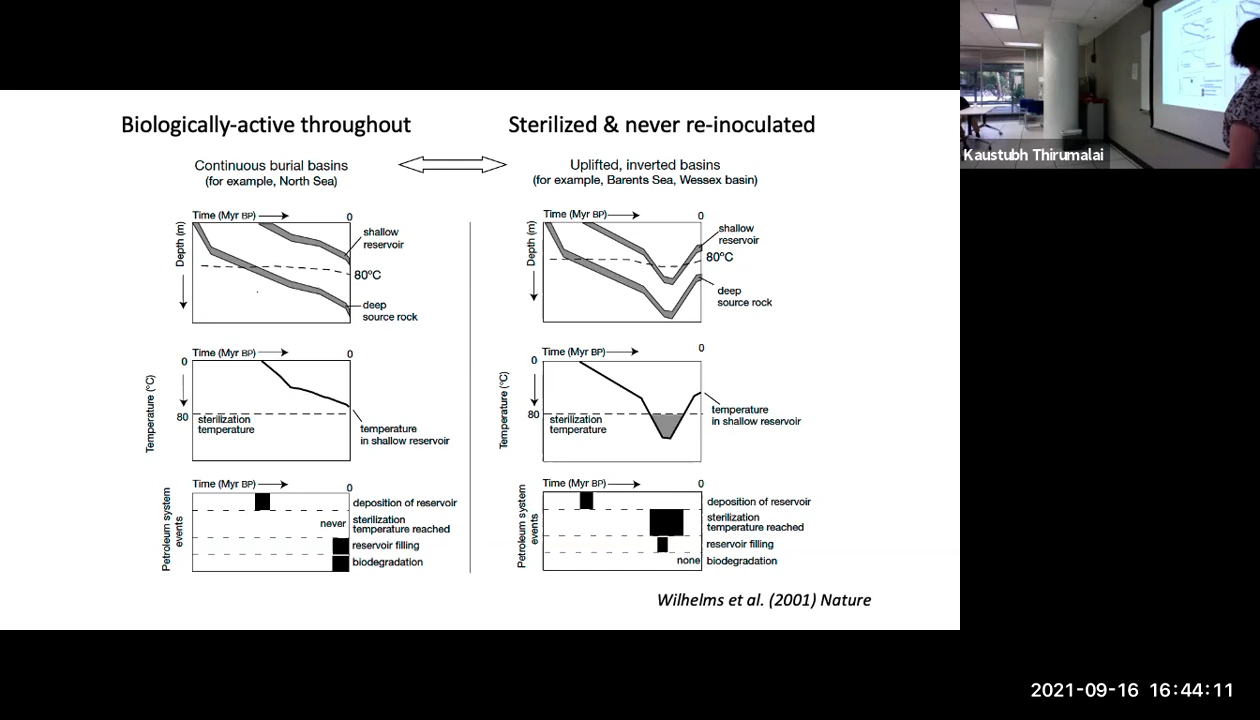 Biologically-active throughout
Continuous burial basins
(for example, North Sea)
Time (Myr BP)
0
Depth (m)
shallow
reservoir
80°C
deep
source rock
Time (Myr BP)
0
0
Temperature (°C)
80
sterilization
temperature
temperature
in shallow reservoir
Time (Myr BP)
0
Petroleum system
events
deposition of reservoir
never
sterilization
temperature reached
reservoir filling
biodegradation
Sterilized & never re-inoculated
Uplifted, inverted basins
(for example, Barents Sea, Wessex basin)
Time (Myr BP)
0
Depth (m)
shallow
reservoir
80°C
deep
source rock
Time (Myr BP)
0
0
Temperature (°C)
80
sterilization
temperature
temperature
in shallow reservoir
Time (Myr BP)
0
Petroleum system
events
deposition of reservoir
sterilization
temperature reached
reservoir filling
none
biodegradation
Wilhelms et al. (2001) Nature
Kaustubh Thirumalai
2021-09-16 16:44:11